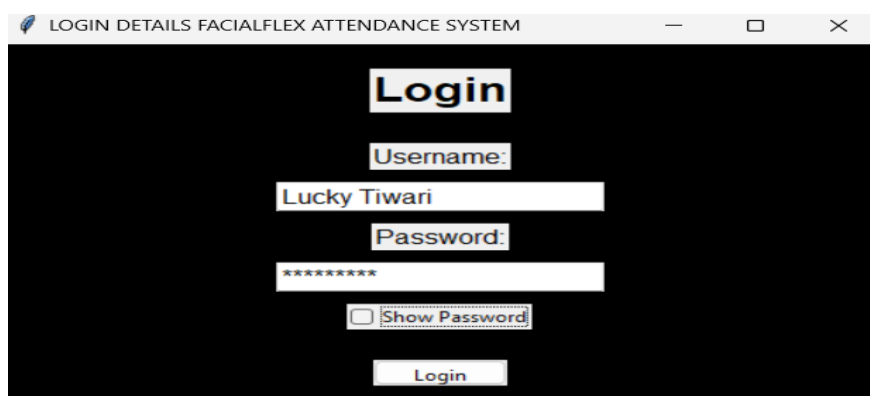 LOGIN DETAILS FACIALFLEX ATTENDANCE SYSTEM
Login
Username:
Lucky Tiwari
Password:
*********
Show Password
Login